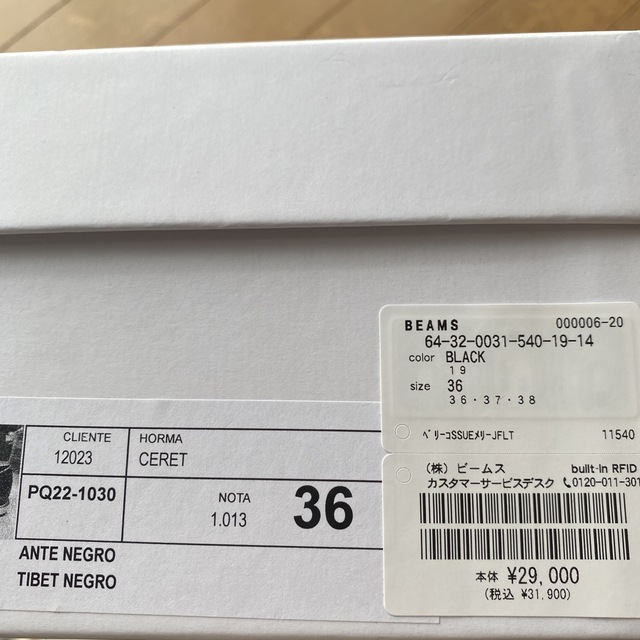 BEAMS 000006-20
64-32-0031-540-19-14
color BLACK
19
size 36
36・37・38
ﾍﾞﾘｰｺSSUEﾒﾘｰJFLT 11540
(株) ビームス built-in RFID
カスタマーサービスデスク 0120-011-301
本体 ¥29,000
(税込 ¥31,900)
CLIENTE HORMA
12023 CERET
PQ22-1030 NOTA 36
1.013
ANTE NEGRO
TIBET NEGRO